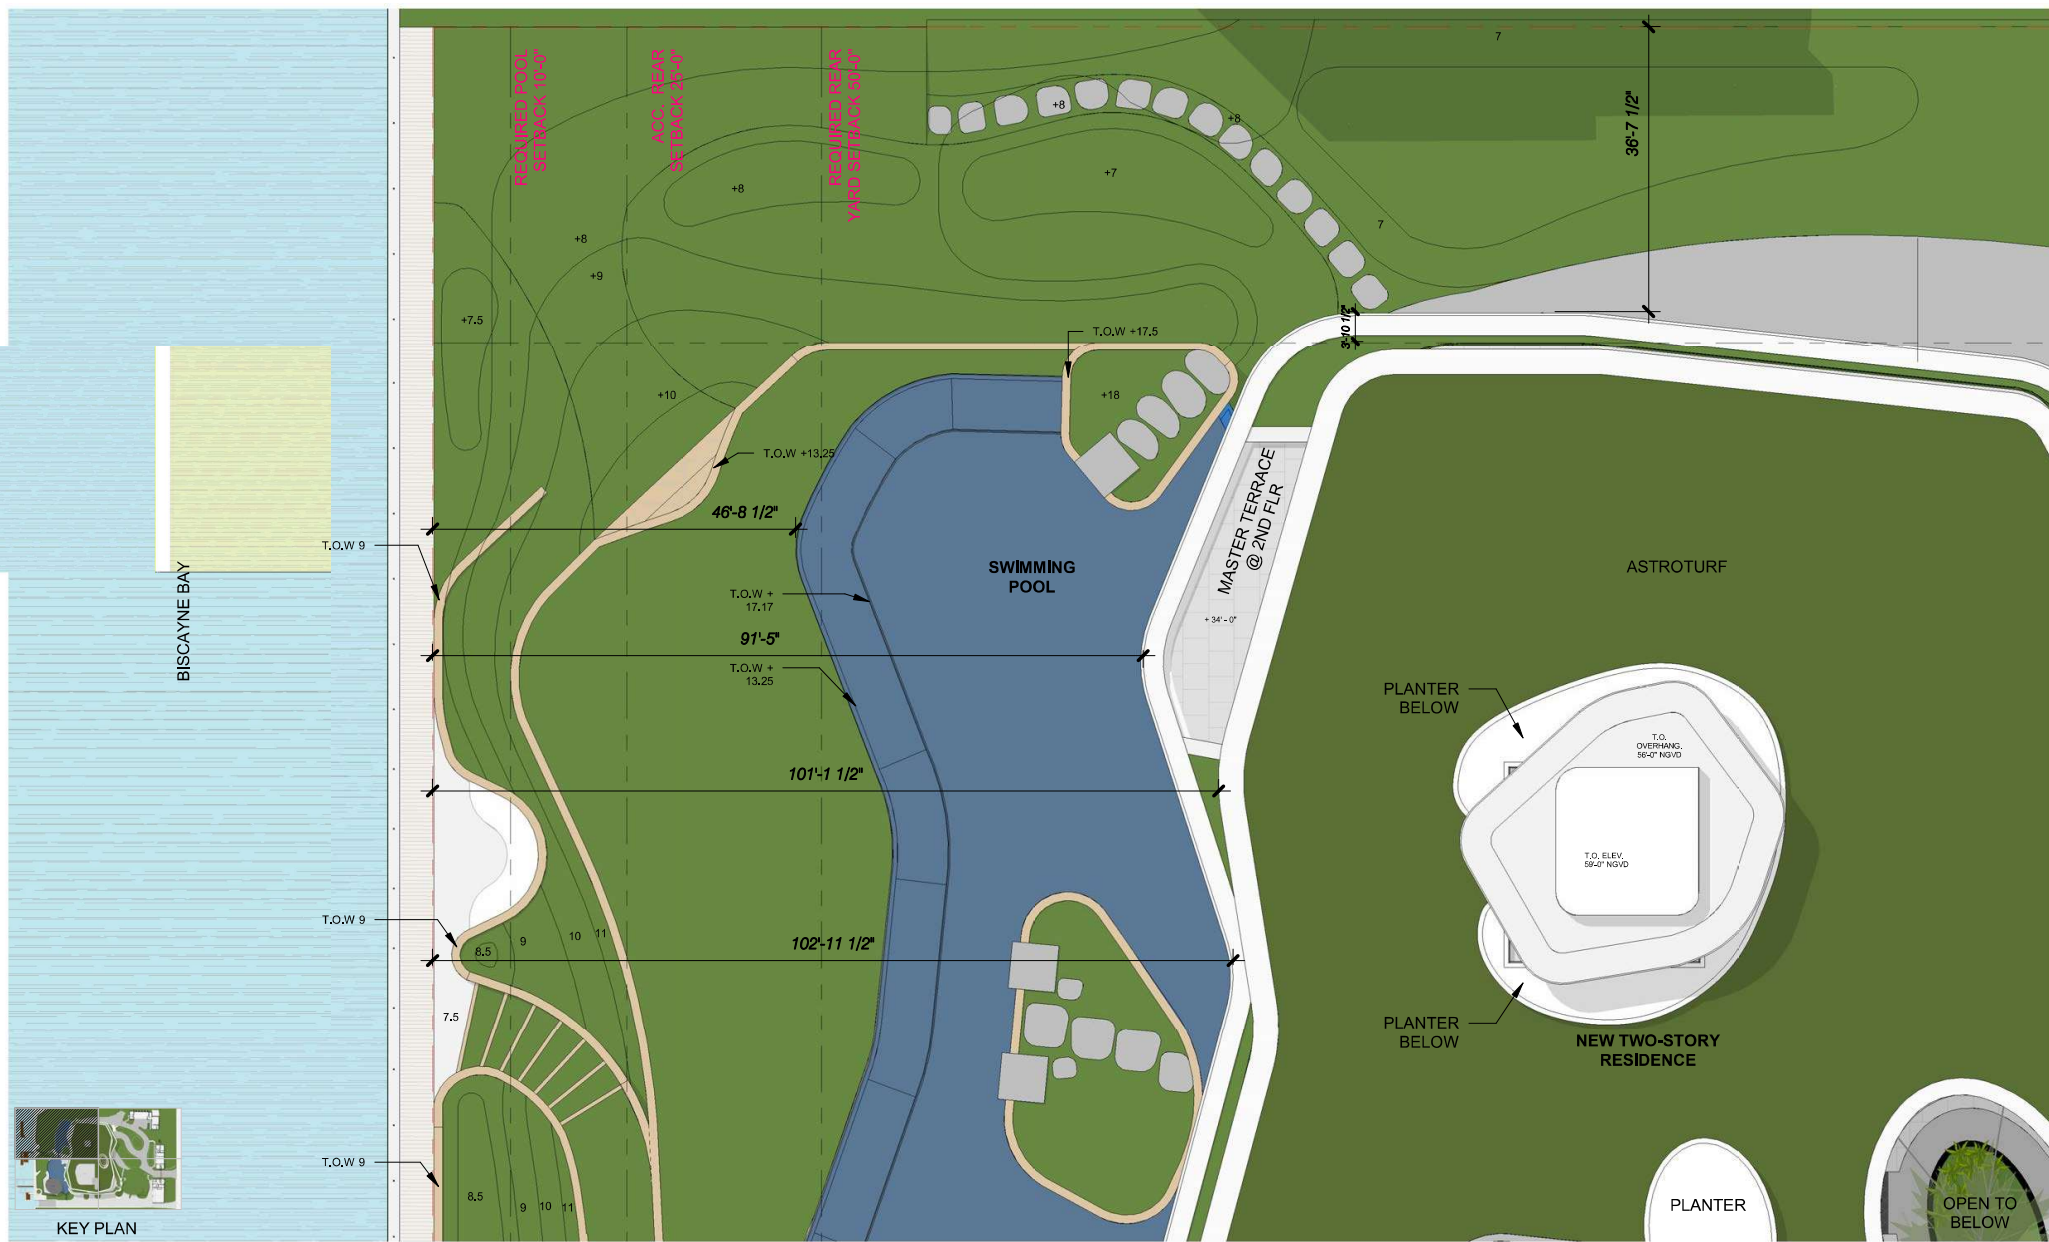 REQUIRED POOL
SETBACK 10'-0"
ACC. REAR
SETBACK 25'-0"
REQUIRED REAR
YARD SETBACK 50'-0"
7
36'-7 1/2"
+8
+8
+8
+7
7
+8
+9
+7.5
3'-10 1/2"
T.O.W +17.5
+10
+18
T.O.W +13.25
46'-8 1/2"
T.O.W 9
BISCAYNE BAY
SWIMMING
POOL
MASTER TERRACE
@ 2ND FLR
+ 34'- 0"
ASTROTURF
T.O.W +
17.17
91'-5"
T.O.W +
13.25
PLANTER
BELOW
T.O.
OVERHANG.
56'-0" NGVD
101'-1 1/2"
T.O. ELEV.
59'-0" NGVD
T.O.W 9
8.5
9
10
11
102'-11 1/2"
7.5
PLANTER
BELOW
NEW TWO-STORY
RESIDENCE
T.O.W 9
8.5
9
10
11
PLANTER
OPEN TO
BELOW
KEY PLAN